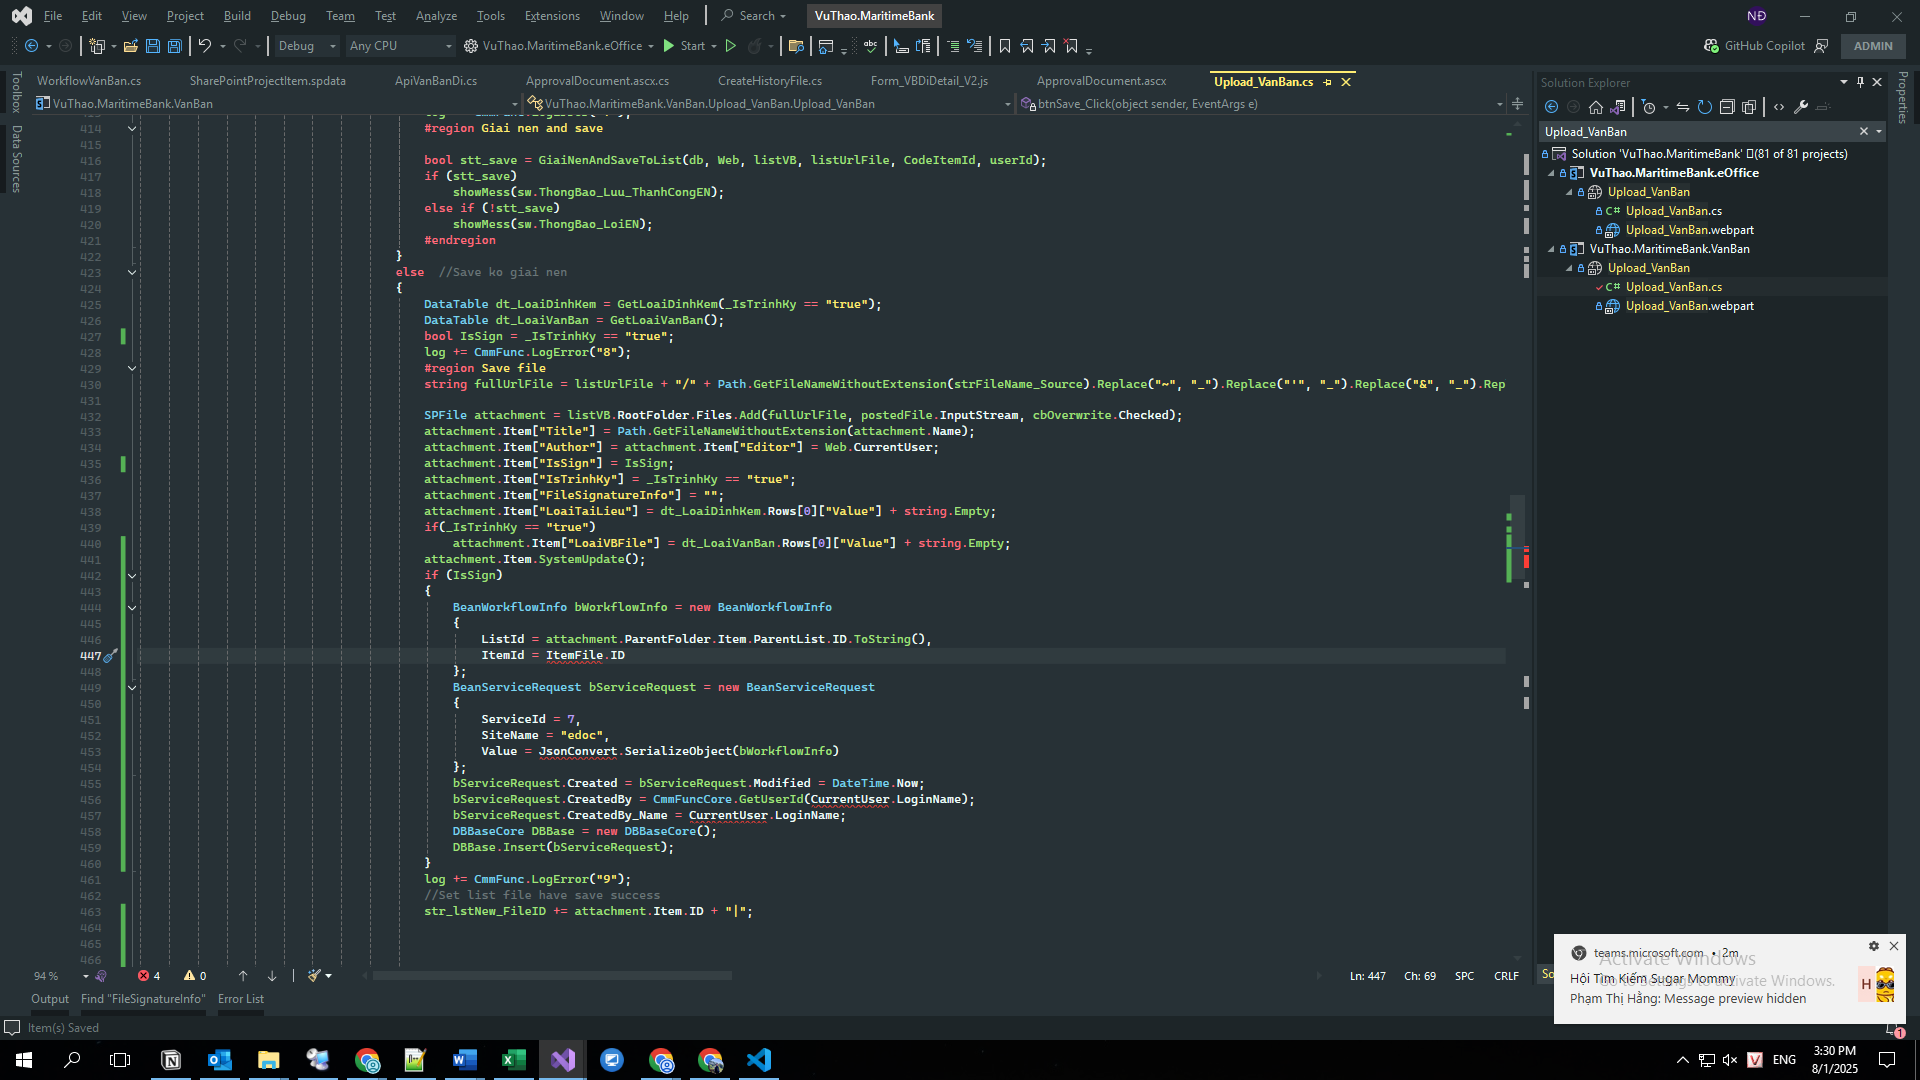 File Edit View Project Build Debug Team Test Analyze Tools Extensions Window Help Search VuThao.MaritimeBank NĐ
Debug Any CPU VuThao.MaritimeBank.eOffice Start GitHub Copilot ADMIN
WorkflowVanBan.cs SharePointProjectItem.spdata ApiVanBanDi.cs ApprovalDocument.ascx.cs CreateHistoryFile.cs Form_VBDiDetail_V2.js ApprovalDocument.ascx Upload_VanBan.cs
VuThao.MaritimeBank.VanBan VuThao.MaritimeBank.VanBan.Upload_VanBan.Upload_VanBan btnSave_Click(object sender, EventArgs e)
Toolbox
Data Sources
414 #region Giai nen and save
415
416 bool stt_save = GiaiNenAndSaveToList(db, Web, listVB, listUrlFile, CodeItemId, userId);
417 if (stt_save)
418 showMess(sw.ThongBao_Luu_ThanhCongEN);
419 else if (!stt_save)
420 showMess(sw.ThongBao_LoiEN);
421 #endregion
422 }
423 else //Save ko giai nen
424 {
425 DataTable dt_LoaiDinhKem = GetLoaiDinhKem(_IsTrinhKy == "true");
426 DataTable dt_LoaiVanBan = GetLoaiVanBan();
427 bool IsSign = _IsTrinhKy == "true";
428 log += CmmFunc.LogError("8");
429 #region Save file
430 string fullUrlFile = listUrlFile + "/" + Path.GetFileNameWithoutExtension(strFileName_Source).Replace("~", "_").Replace("'", "_").Replace("&", "_").Rep
431
432 SPFile attachment = listVB.RootFolder.Files.Add(fullUrlFile, postedFile.InputStream, cbOverwrite.Checked);
433 attachment.Item["Title"] = Path.GetFileNameWithoutExtension(attachment.Name);
434 attachment.Item["Author"] = attachment.Item["Editor"] = Web.CurrentUser;
435 attachment.Item["IsSign"] = IsSign;
436 attachment.Item["IsTrinhKy"] = _IsTrinhKy == "true";
437 attachment.Item["FileSignatureInfo"] = "";
438 attachment.Item["LoaiTaiLieu"] = dt_LoaiDinhKem.Rows[0]["Value"] + string.Empty;
439 if(_IsTrinhKy == "true")
440 attachment.Item["LoaiVBFile"] = dt_LoaiVanBan.Rows[0]["Value"] + string.Empty;
441 attachment.Item.SystemUpdate();
442 if (IsSign)
443 {
444 BeanWorkflowInfo bWorkflowInfo = new BeanWorkflowInfo
445 {
446 ListId = attachment.ParentFolder.Item.ParentList.ID.ToString(),
447 ItemId = ItemFile.ID
448 };
449 BeanServiceRequest bServiceRequest = new BeanServiceRequest
450 {
451 ServiceId = 7,
452 SiteName = "edoc",
453 Value = JsonConvert.SerializeObject(bWorkflowInfo)
454 };
455 bServiceRequest.Created = bServiceRequest.Modified = DateTime.Now;
456 bServiceRequest.CreatedBy = CmmFuncCore.GetUserId(CurrentUser.LoginName);
457 bServiceRequest.CreatedBy_Name = CurrentUser.LoginName;
458 DBBaseCore DBBase = new DBBaseCore();
459 DBBase.Insert(bServiceRequest);
460 }
461 log += CmmFunc.LogError("9");
462 //Set list file have save success
463 str_lstNew_FileID += attachment.Item.ID + "|";
464
465
466
94 % 4 0 Ln: 447 Ch: 69 SPC CRLF
Output Find "FileSignatureInfo" Error List
Item(s) Saved
Solution Explorer
Upload_VanBan
Solution 'VuThao.MaritimeBank' (81 of 81 projects)
VuThao.MaritimeBank.eOffice
Upload_VanBan
C# Upload_VanBan.cs
Upload_VanBan.webpart
VuThao.MaritimeBank.VanBan
Upload_VanBan
C# Upload_VanBan.cs
Upload_VanBan.webpart
Properties
So
teams.microsoft.com • 2m
Activate Windows
Hội Tìm Kiếm Sugar Mommy
Go to Settings to activate Windows.
Phạm Thị Hằng: Message preview hidden
H
1
ENG
3:30 PM
8/1/2025